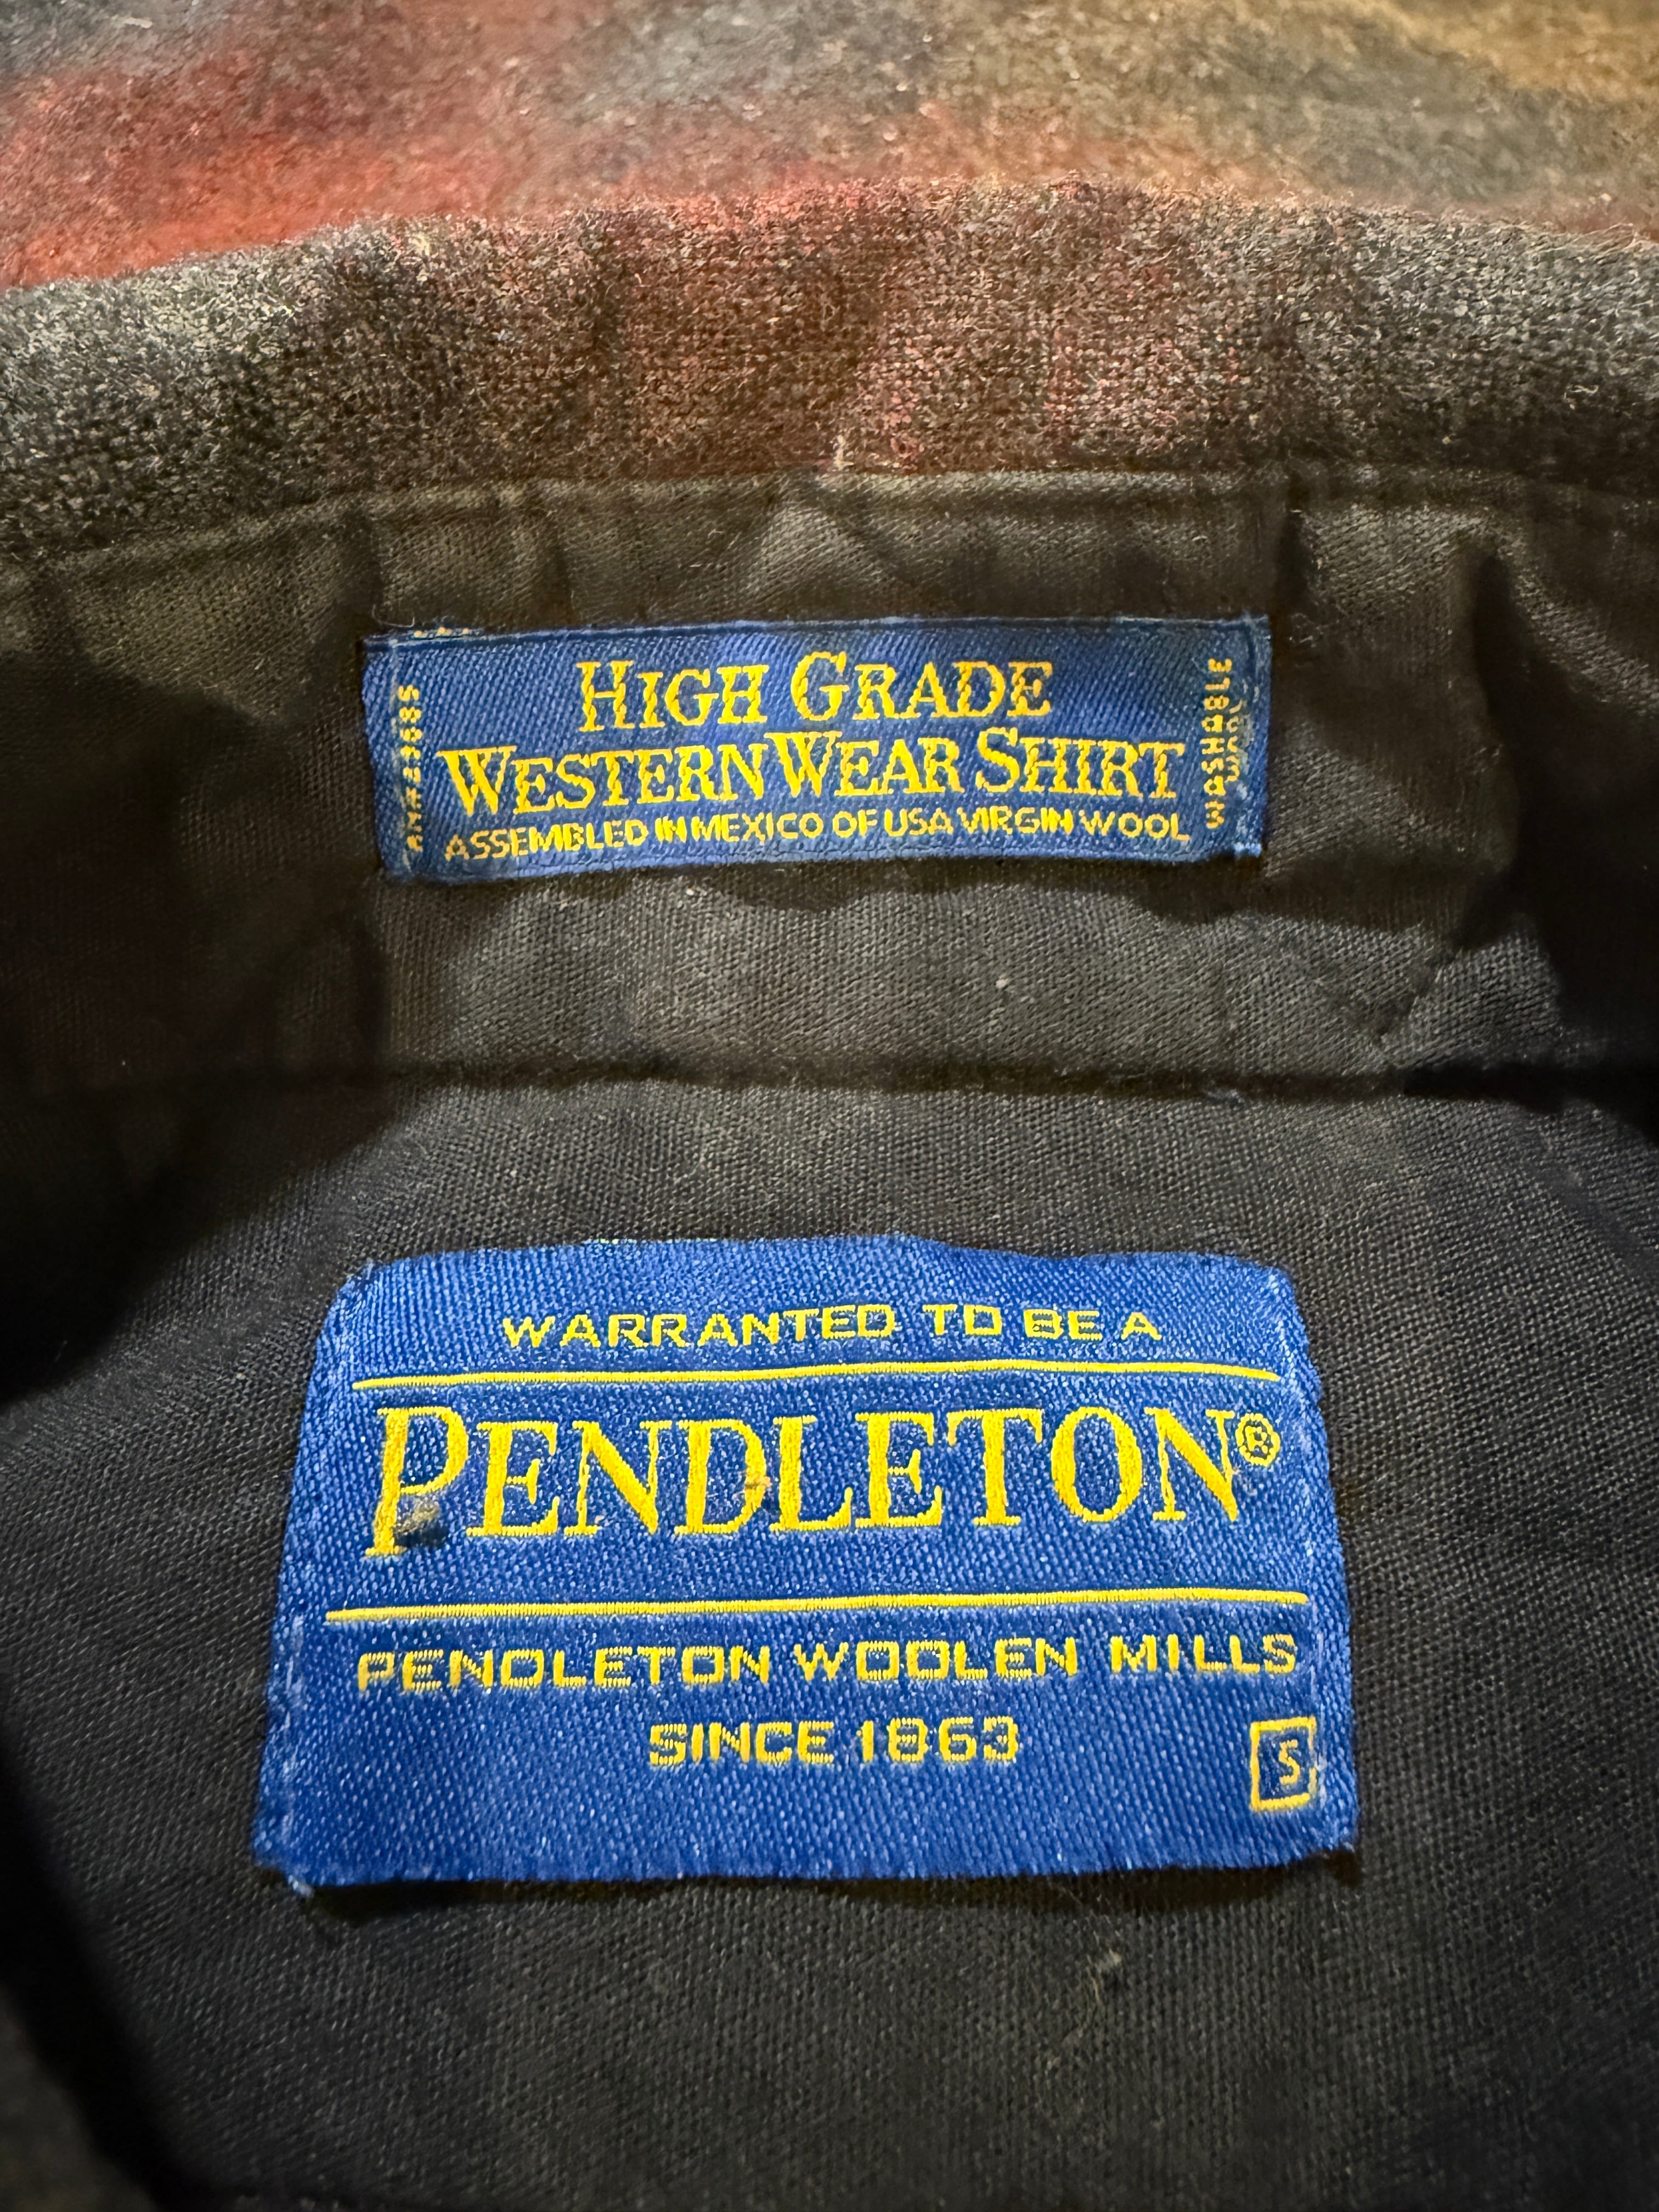 HIGH GRADE
WESTERN WEAR SHIRT
ASSEMBLED IN MEXICO OF USA VIRGIN WOOL
WARRANTED TO BE A
PENDLETON®
PENDLETON WOOLEN MILLS
SINCE 1863
S